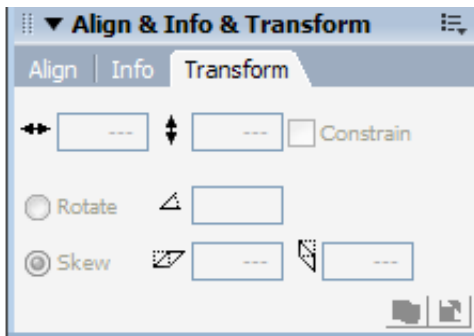 Align & Info & Transform
Align Info Transform
--- --- Constrain
Rotate
Skew --- ---